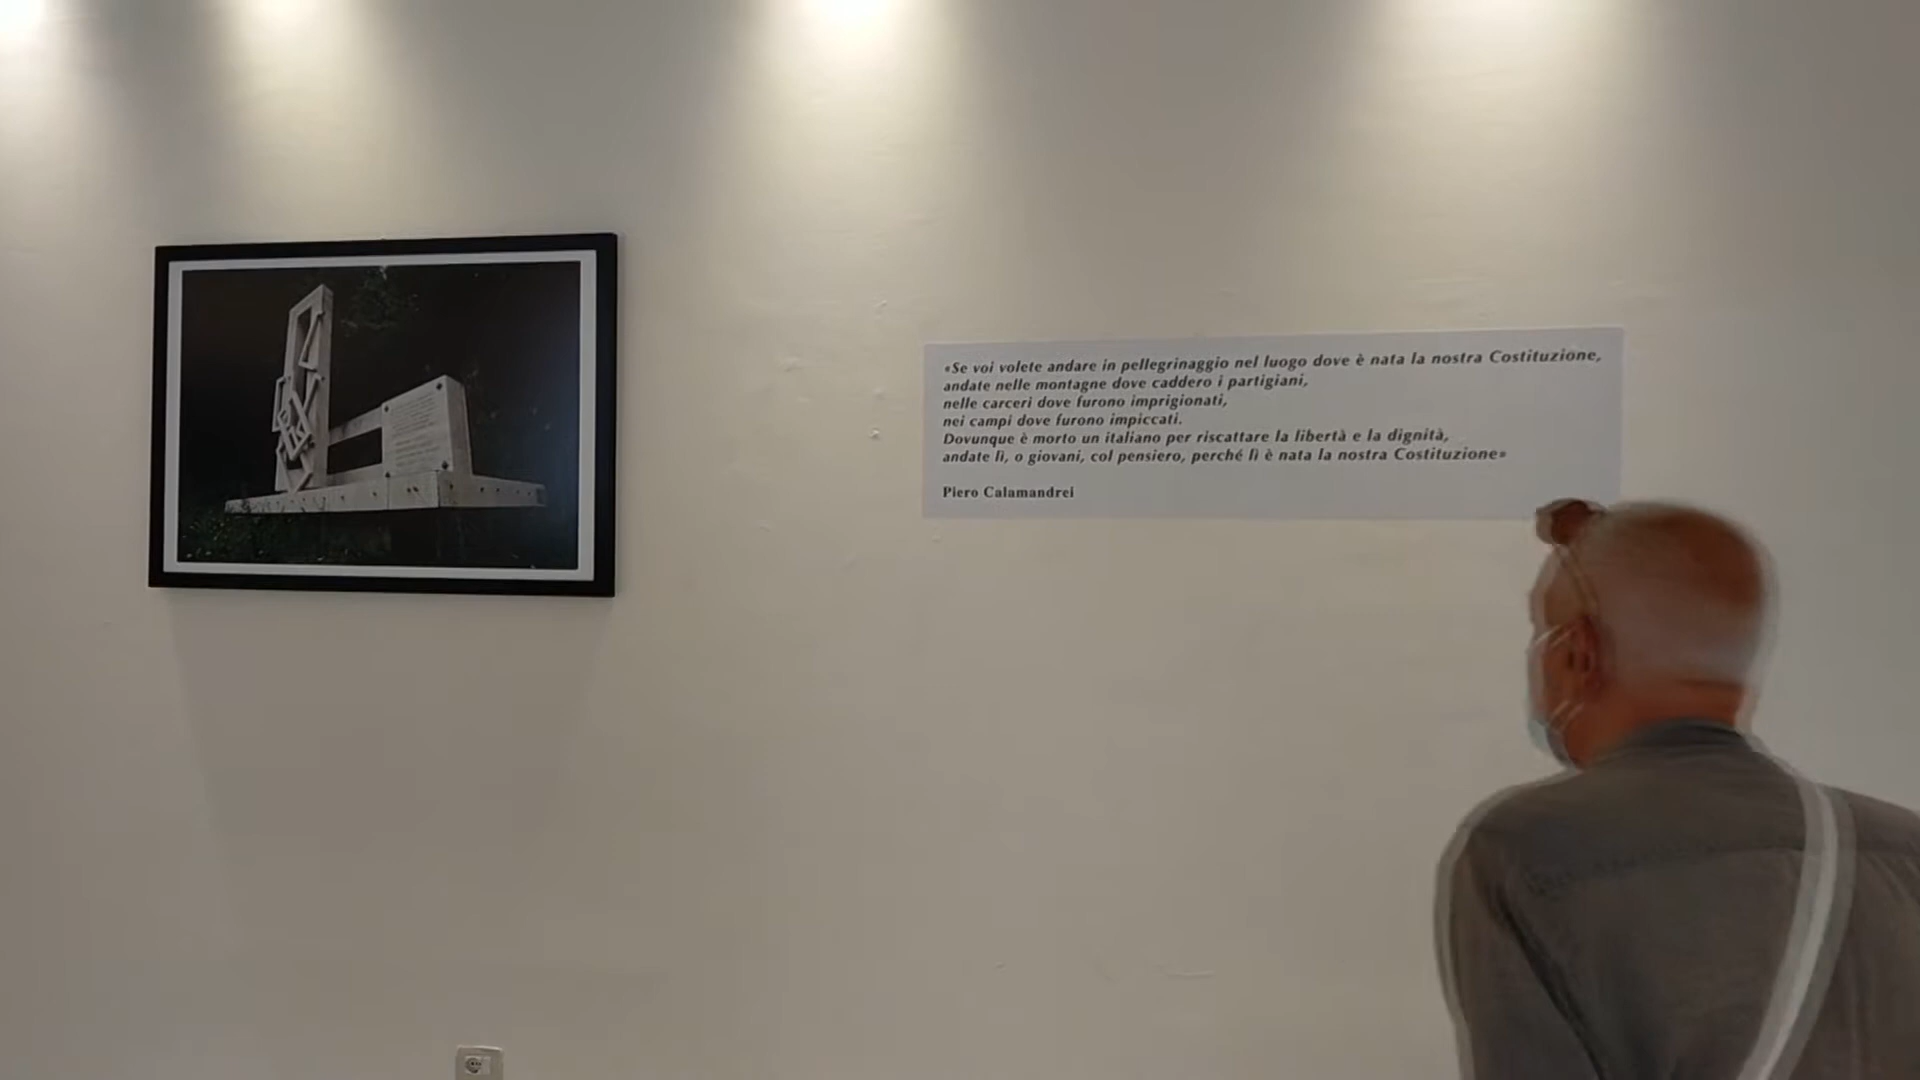 «Se voi volete andare in pellegrinaggio nel luogo dove è nata la nostra Costituzione,
andate nelle montagne dove caddero i partigiani,
nelle carceri dove furono imprigionati,
nei campi dove furono impiccati.
Dovunque è morto un italiano per riscattare la libertà e la dignità,
andate lì, o giovani, col pensiero, perché lì è nata la nostra Costituzione»
Piero Calamandrei